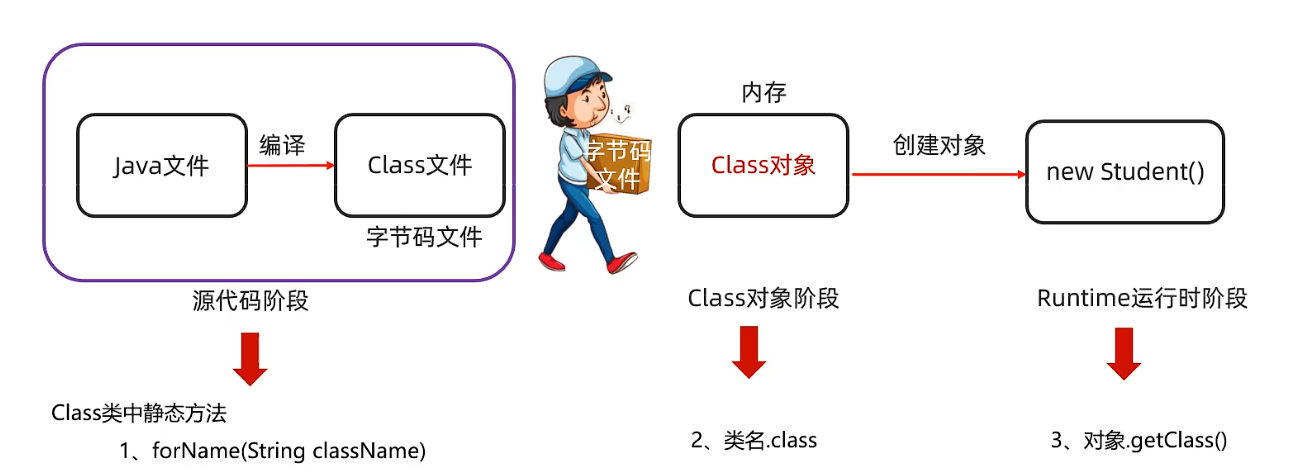 Java文件
编译
Class文件
字节码文件
源代码阶段
Class类中静态方法
1、forName(String className)
字节码
文件
内存
Class对象
创建对象
Class对象阶段
2、类名.class
new Student()
Runtime运行时阶段
3、对象.getClass()